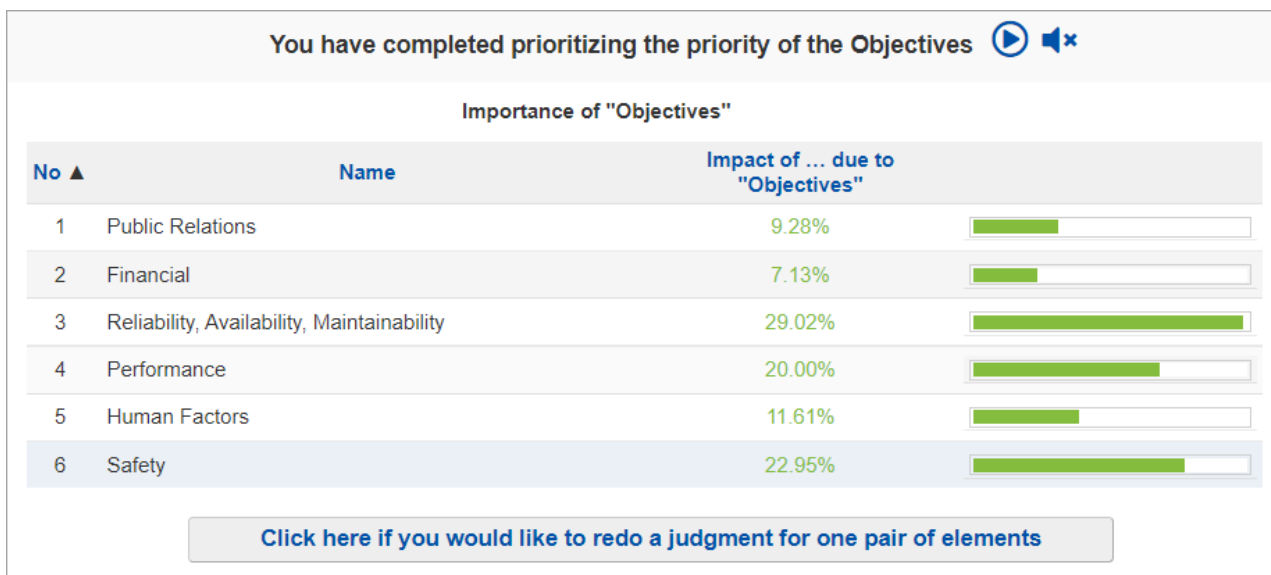 You have completed prioritizing the priority of the Objectives
Importance of "Objectives"
No ▲ Name Impact of ... due to
"Objectives"
1 Public Relations 9.28%
2 Financial 7.13%
3 Reliability, Availability, Maintainability 29.02%
4 Performance 20.00%
5 Human Factors 11.61%
6 Safety 22.95%
Click here if you would like to redo a judgment for one pair of elements